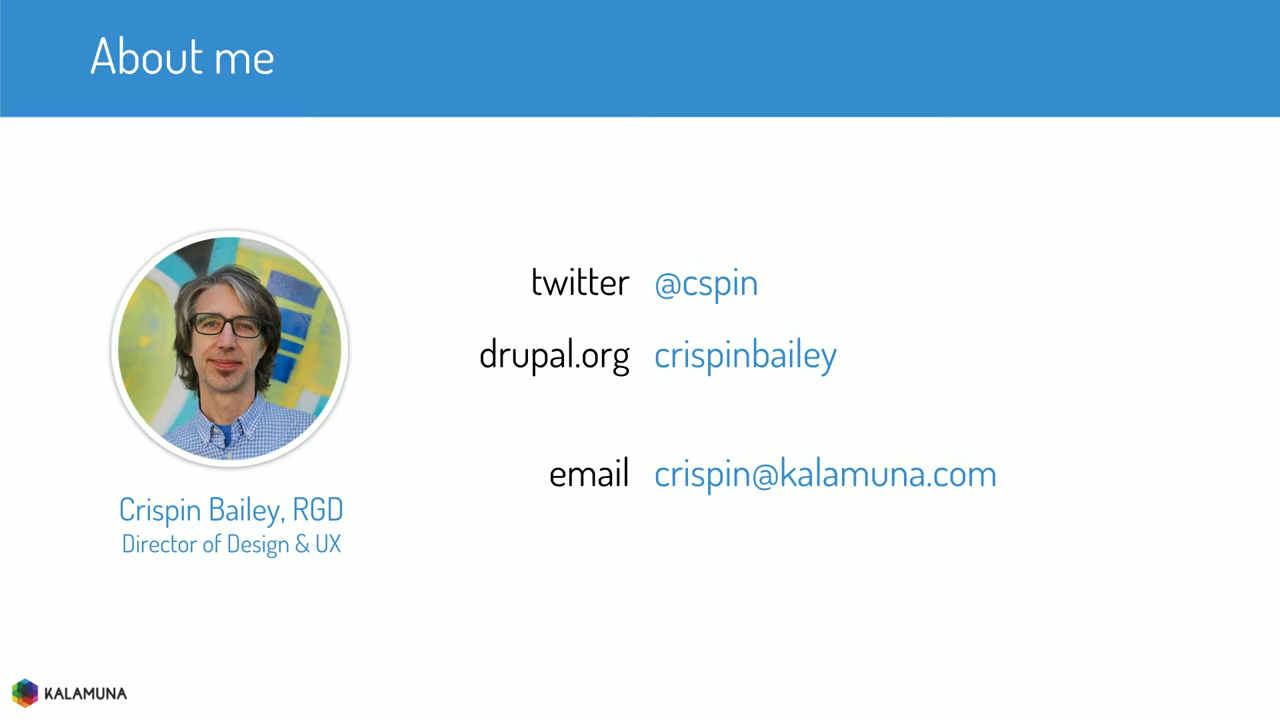 About me
twitter @cspin
drupal.org crispinbailey
email crispin@kalamuna.com
Crispin Bailey, RGD
Director of Design & UX
KALAMUNA